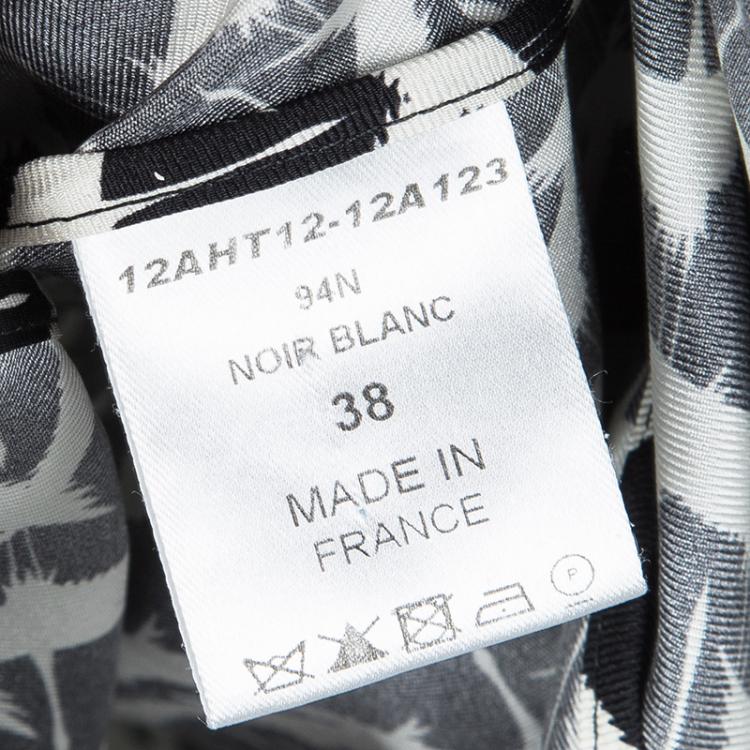 12AHT12-12A123
94N
NOIR BLANC
38
MADE IN
FRANCE
P